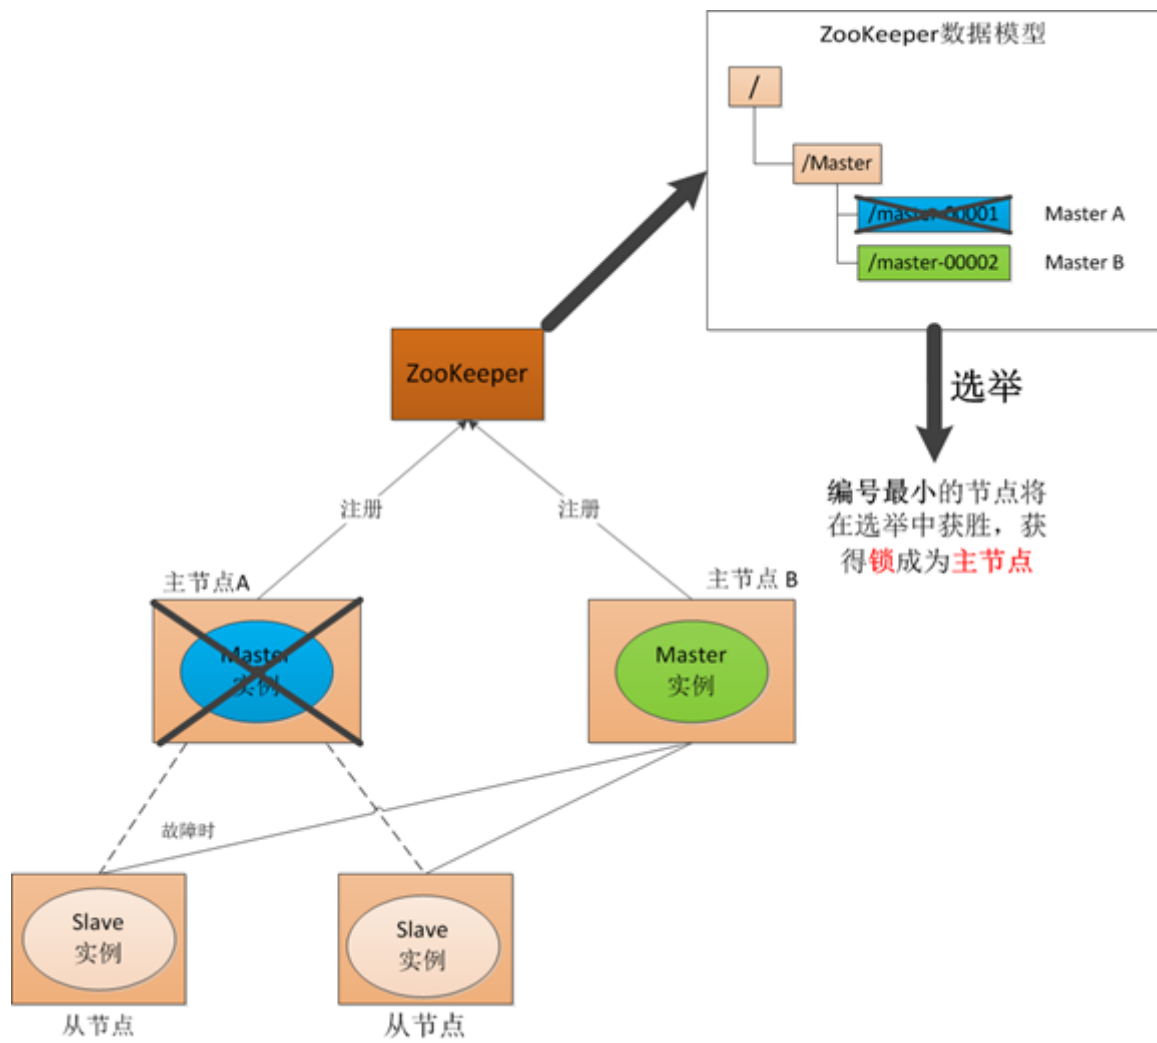 ZooKeeper数据模型
/
/Master
/master-00001
Master A
/master-00002
Master B
ZooKeeper
选举
编号最小的节点将
在选举中获胜，获
得锁成为主节点
注册
注册
主节点A
主节点 B
Master
实例
Master
实例
故障时
Slave
实例
Slave
实例
从节点
从节点